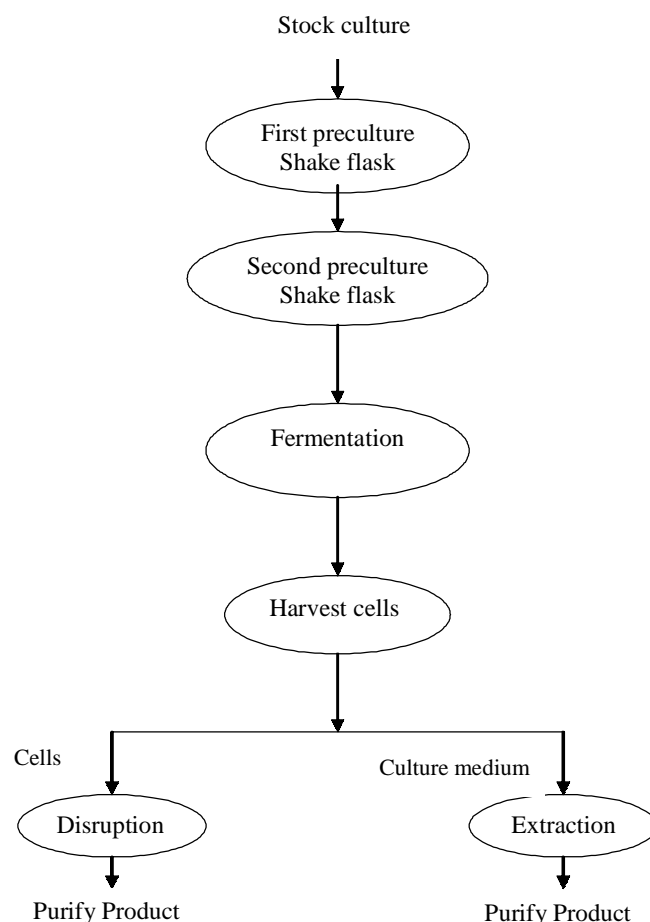 Stock culture
First preculture
Shake flask
Second preculture
Shake flask
Fermentation
Harvest cells
Cells
Culture medium
Disruption
Extraction
Purify Product
Purify Product